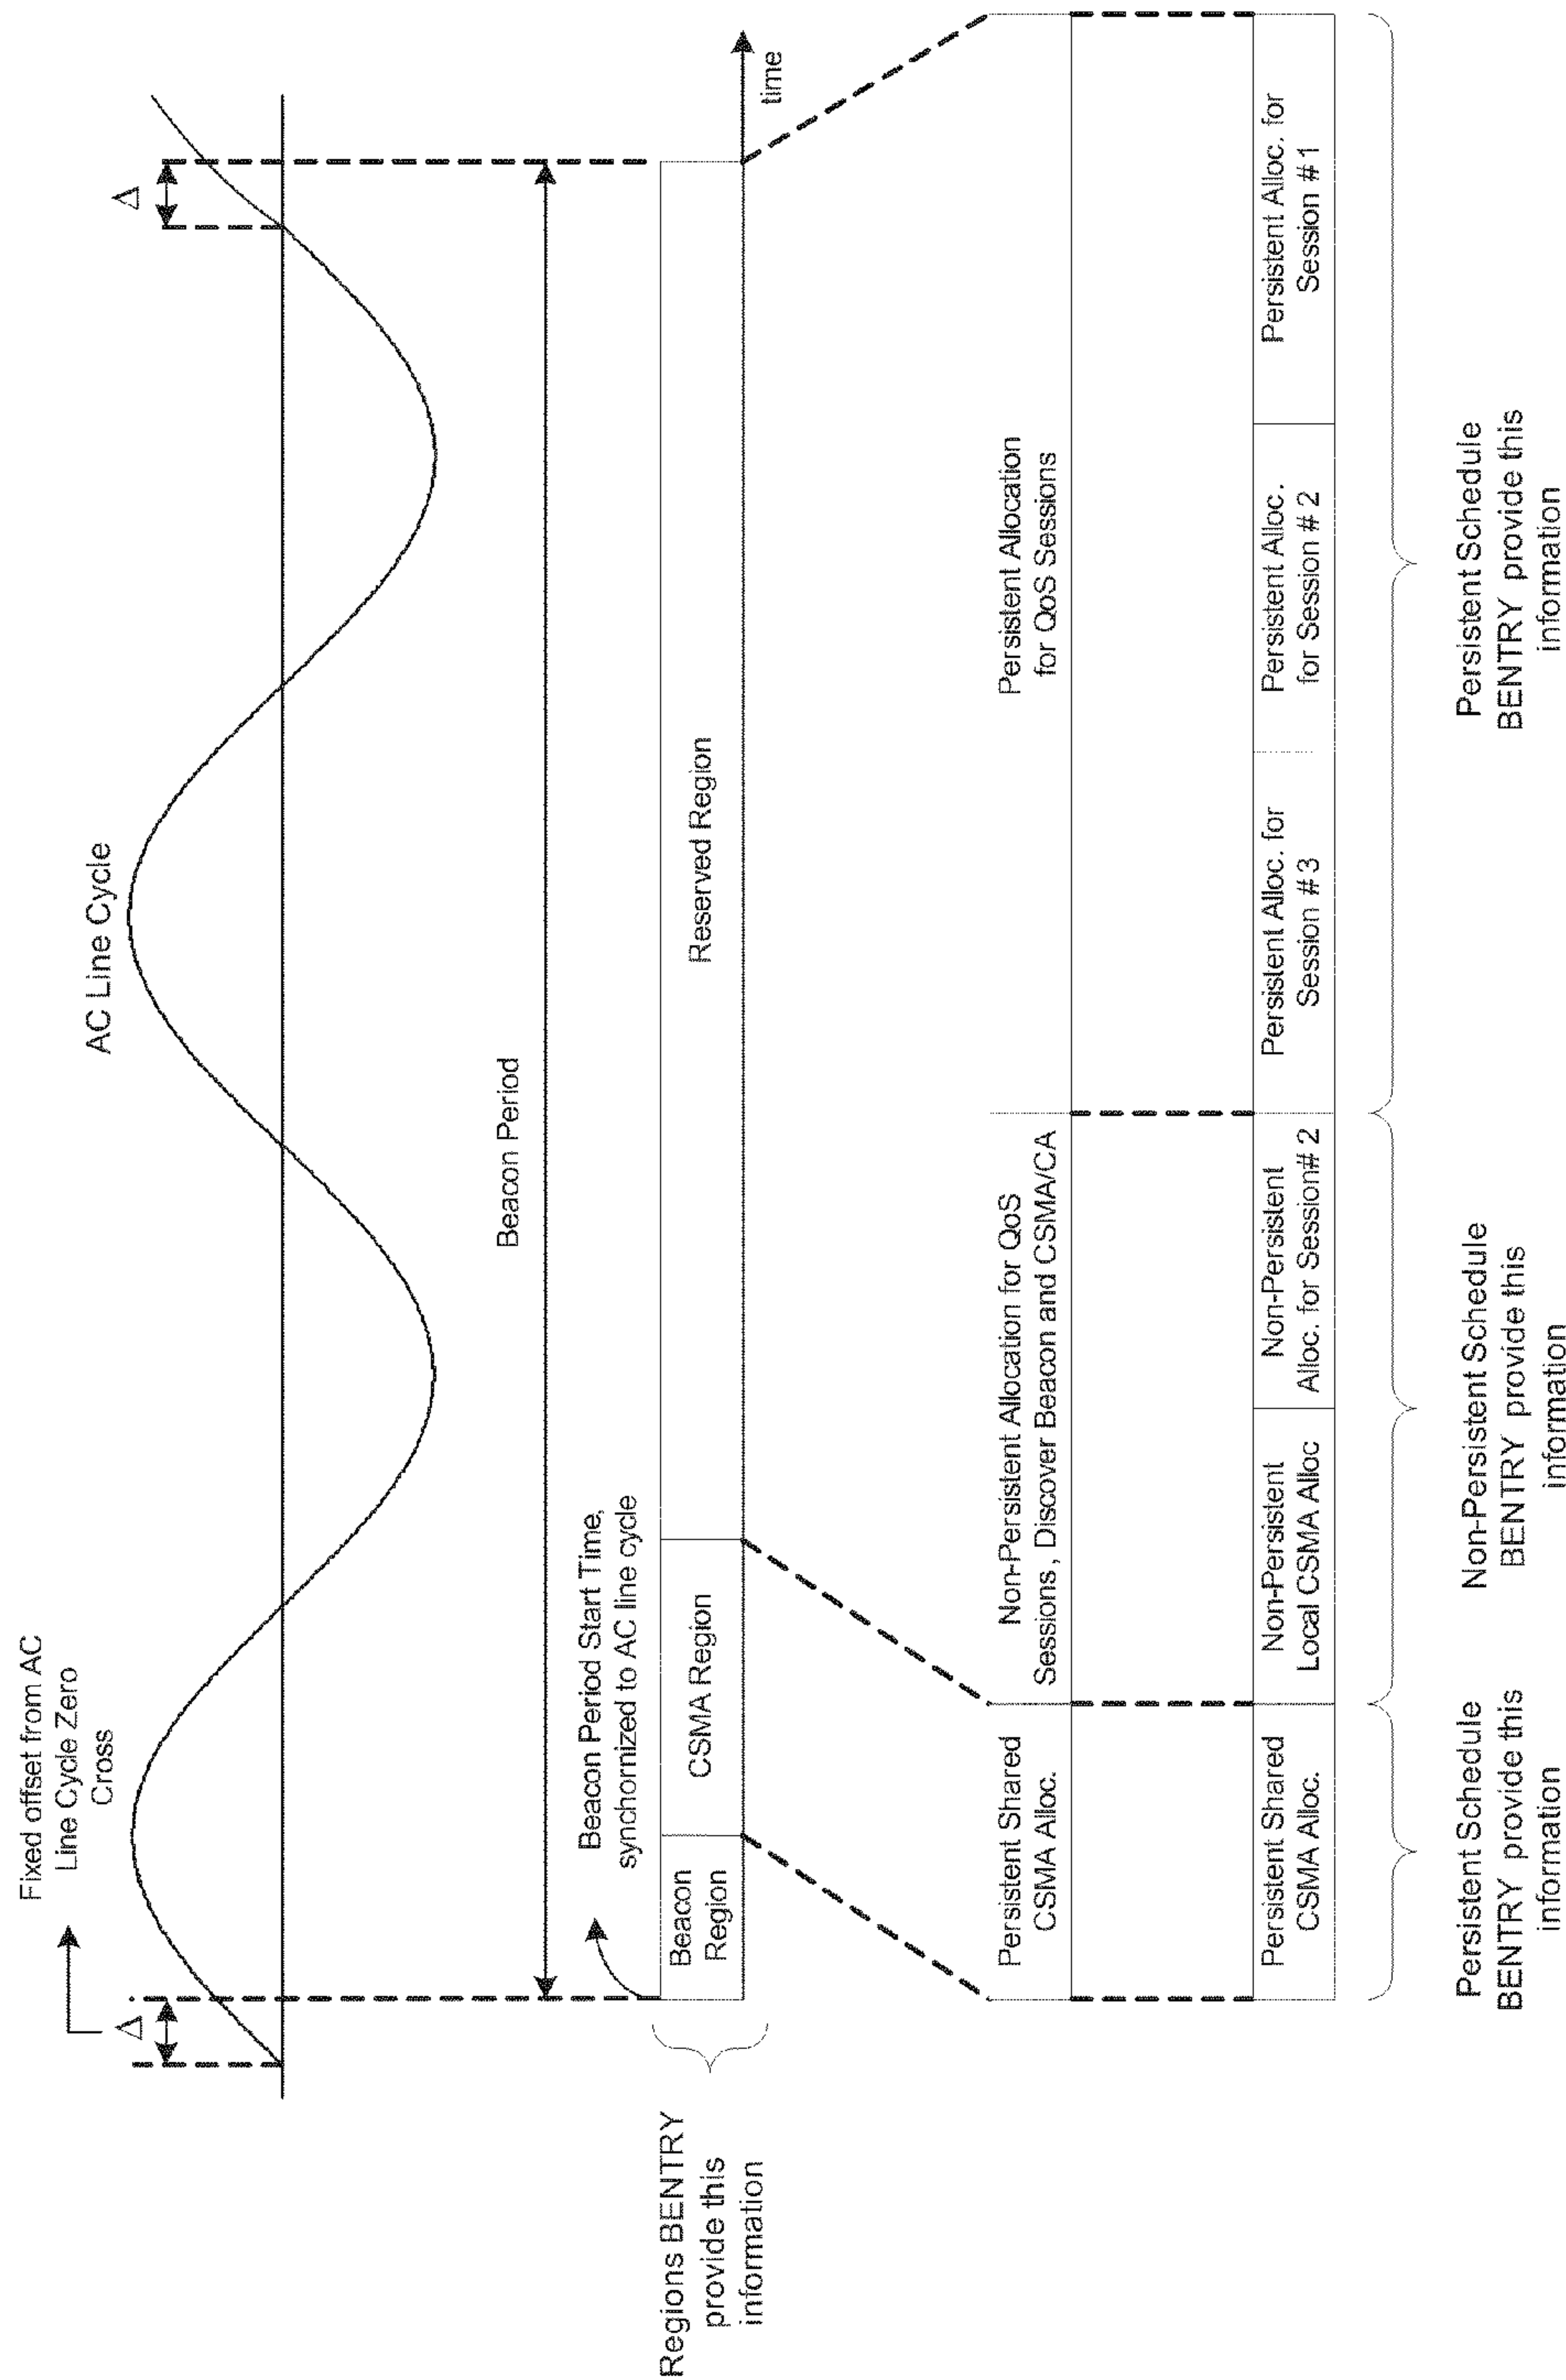 Fixed offset from AC
Line Cycle Zero
Cross
Δ
AC Line Cycle
Δ
Beacon Period
Beacon Period Start Time,
synchornized to AC line cycle
Regions BENTRY
provide this
information
Beacon
Region
CSMA Region
Reserved Region
time
Persistent Shared
CSMA Alloc.
Non-Persistent Allocation for QoS
Sessions, Discover Beacon and CSMA/CA
Persistent Allocation
for QoS Sessions
Persistent Shared
CSMA Alloc.
Non-Persistent
Local CSMA Alloc
Non-Persistent
Alloc. for Session# 2
Persistent Alloc. for
Session #3
Persistent Alloc.
for Session # 2
Persistent Alloc. for
Session #1
Persistent Schedule
BENTRY provide this
information
Non-Persistent Schedule
BENTRY provide this
information
Persistent Schedule
BENTRY provide this
information